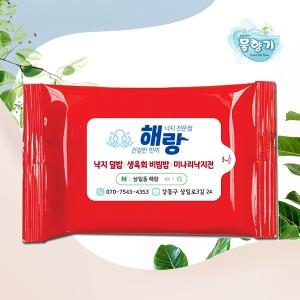 물향기
낙지 전문점
해랑
건강한 한끼
낙지 덮밥 | 생육회 비빔밥 | 미나리낙지전
N 상일동 해랑
070-7543-4353
강동구 상일로3길 24